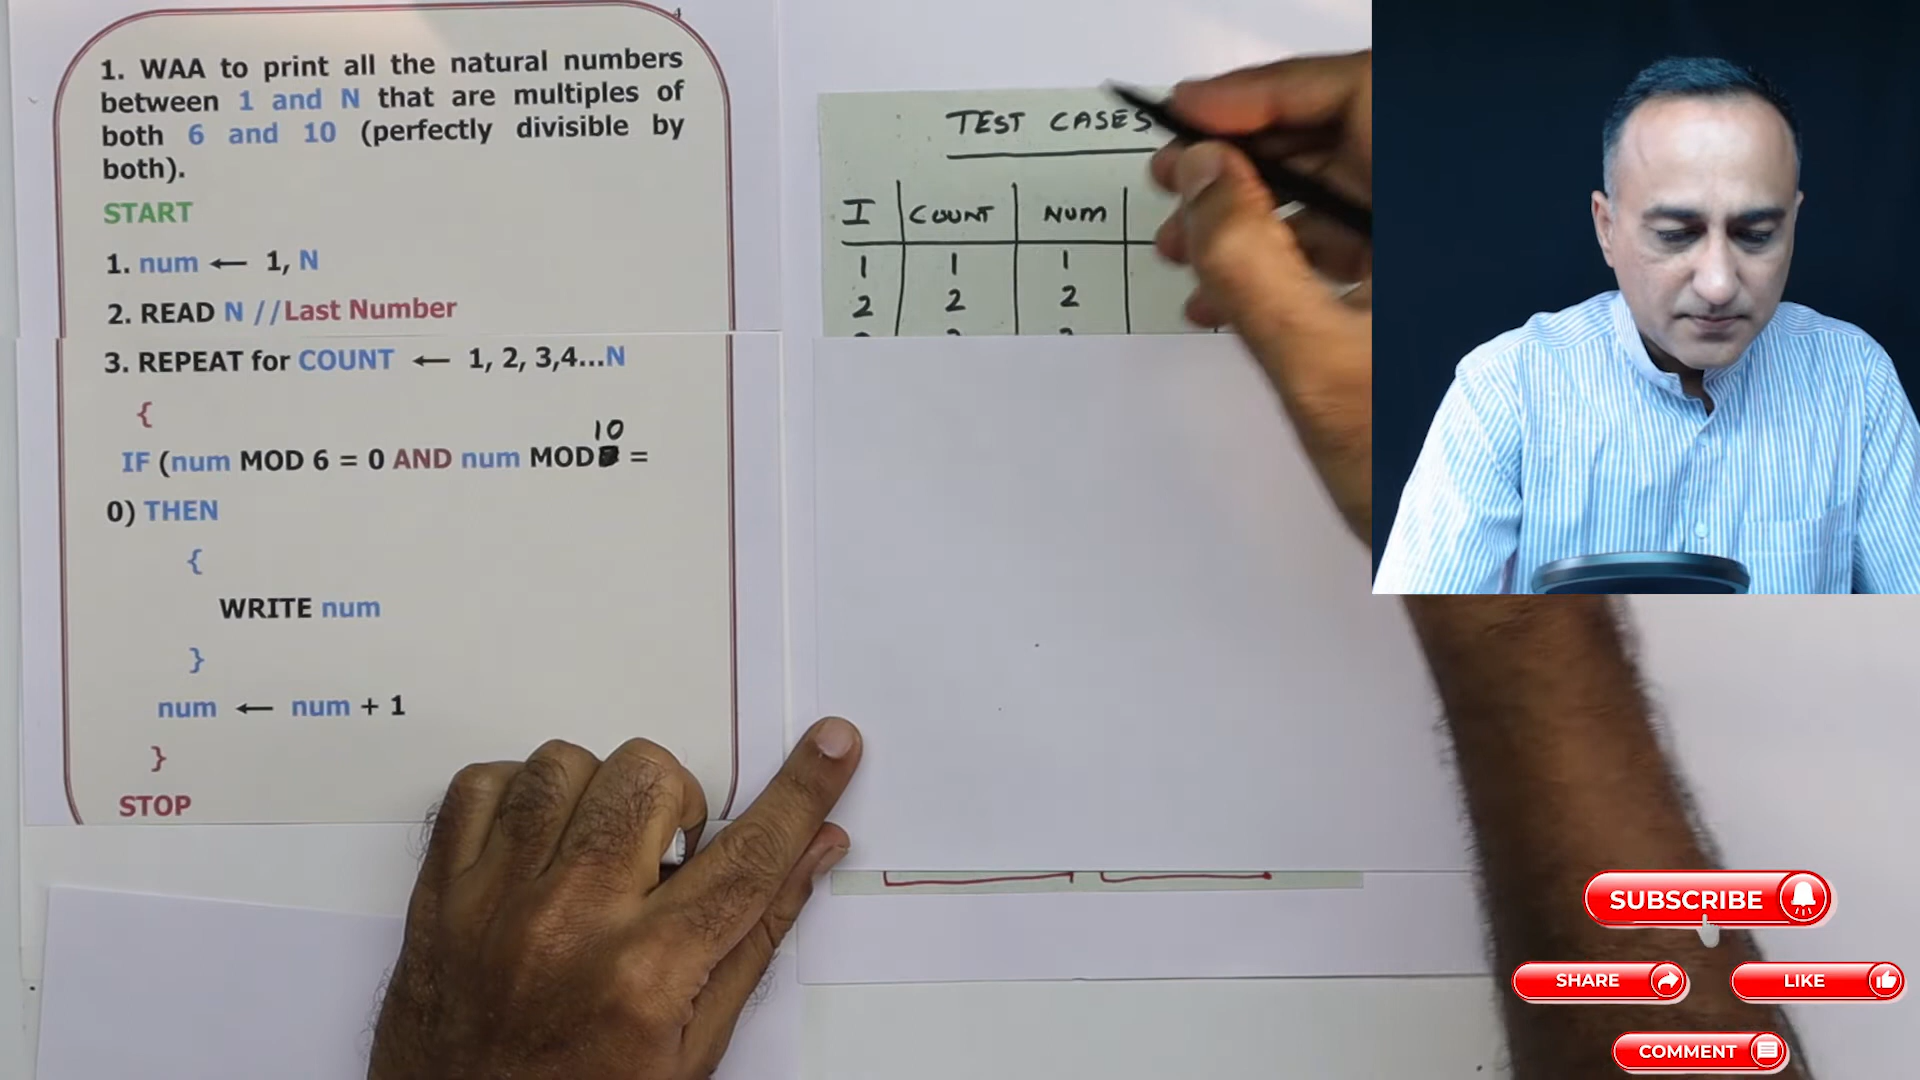 1. WAA to print all the natural numbers
between 1 and N that are multiples of
both 6 and 10 (perfectly divisible by
both).
START
1. num ← 1, N
2. READ N //Last Number
3. REPEAT for COUNT ← 1, 2, 3,4...N
{
10
IF (num MOD 6 = 0 AND num MOD =
0) THEN
{
WRITE num
}
num ← num + 1
}
STOP
TEST CASES
I COUNT NUM
1 1 1
2 2 2
SUBSCRIBE
SHARE LIKE
COMMENT